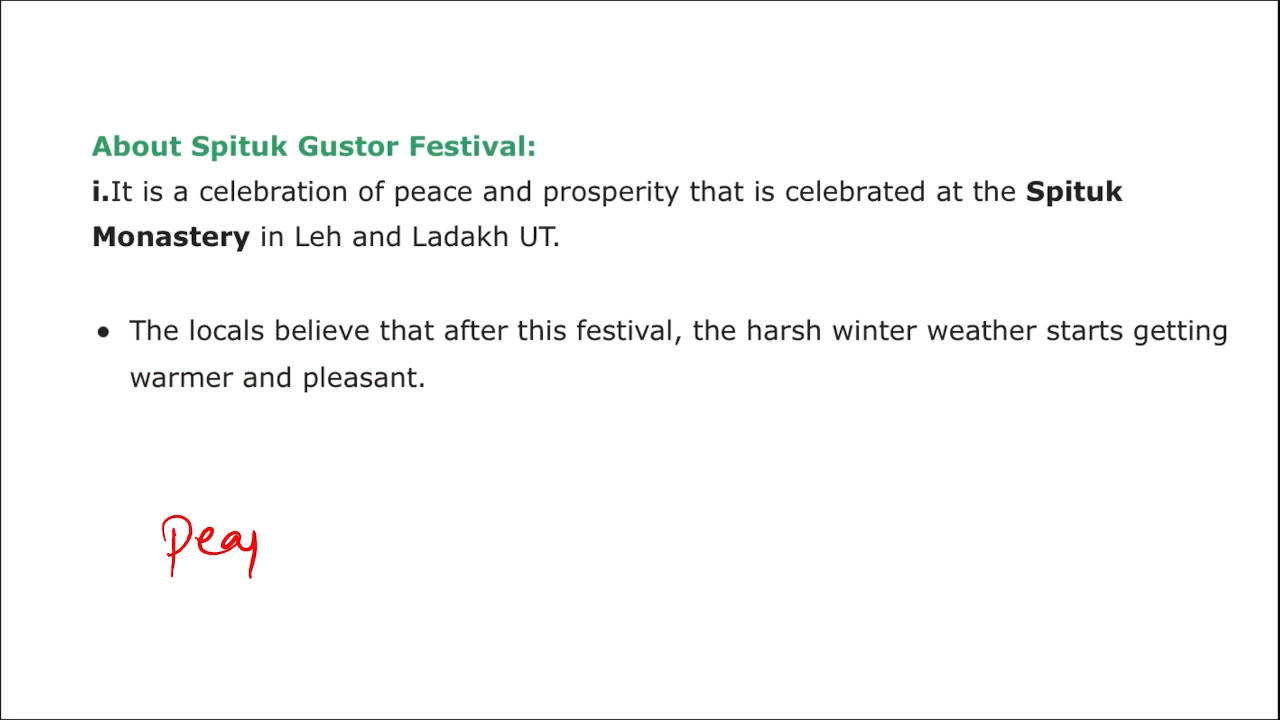 About Spituk Gustor Festival:
i.It is a celebration of peace and prosperity that is celebrated at the Spituk
Monastery in Leh and Ladakh UT.
● The locals believe that after this festival, the harsh winter weather starts getting
warmer and pleasant.